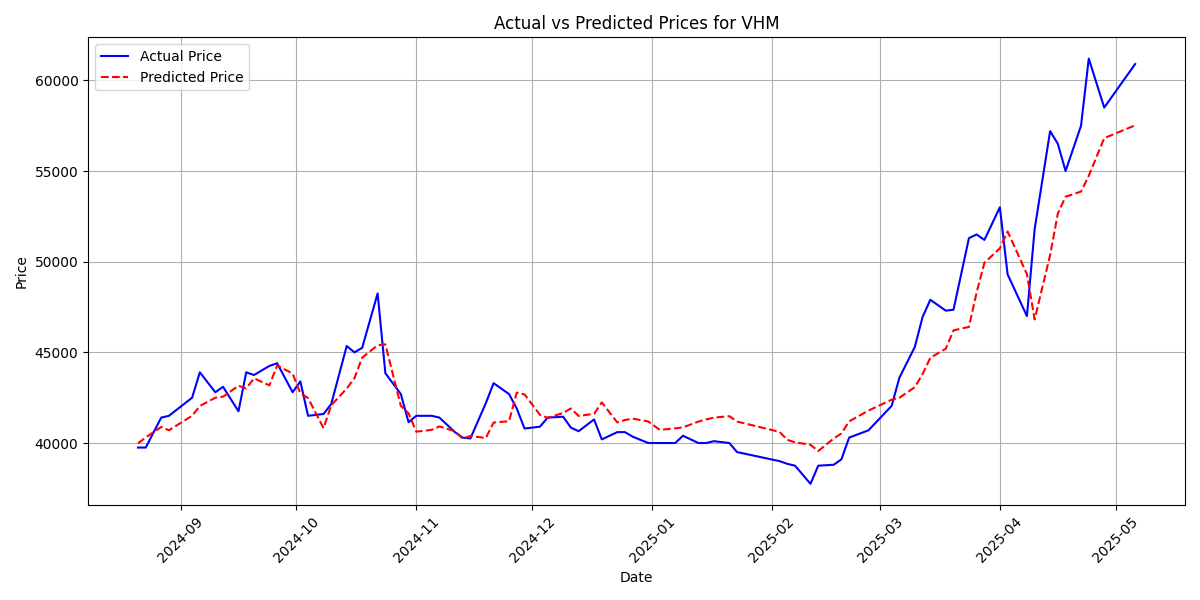 Actual vs Predicted Prices for VHM
Actual Price
Predicted Price
60000
55000
50000
45000
40000
Price
2024-09
2024-10
2024-11
2024-12
2025-01
2025-02
2025-03
2025-04
2025-05
Date